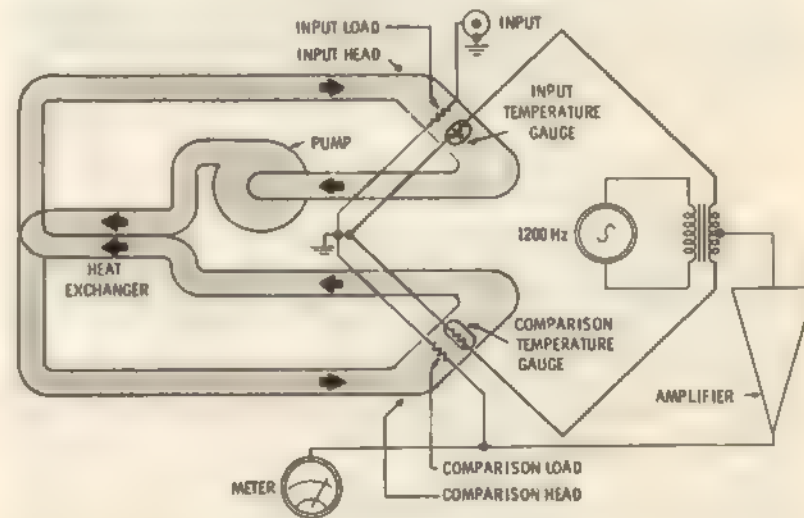 INPUT LOAD
INPUT
INPUT HEAD
INPUT
TEMPERATURE
GAUGE
PUMP
1200 Hz
HEAT
EXCHANGER
COMPARISON
TEMPERATURE
GAUGE
AMPLIFIER
METER
COMPARISON LOAD
COMPARISON HEAD